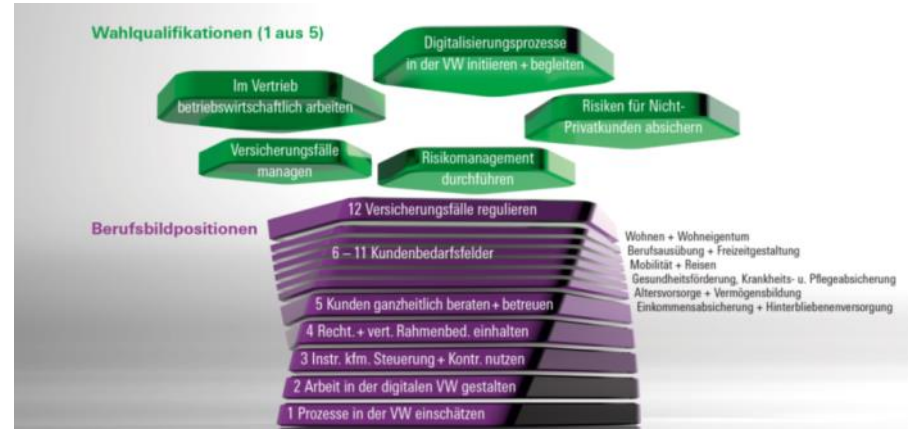 Wahlqualifikationen (1 aus 5)
Digitalisierungsprozesse
in der VW initiieren + begleiten
Im Vertrieb
betriebswirtschaftlich arbeiten
Risiken für Nicht-
Privatkunden absichern
Versicherungsfälle
managen
Risikomanagement
durchführen
Berufsbildpositionen
12 Versicherungsfälle regulieren
6 – 11 Kundenbedarfsfelder
Wohnen + Wohneigentum
Berufsausübung + Freizeitgestaltung
Mobilität + Reisen
Gesundheitsförderung, Krankheits- u. Pflegeabsicherung
Altersvorsorge + Vermögensbildung
Einkommensabsicherung + Hinterbliebenenversorgung
5 Kunden ganzheitlich beraten + betreuen
4 Recht. + vert. Rahmenbed. einhalten
3 Instr. kfm. Steuerung + Kontr. nutzen
2 Arbeit in der digitalen VW gestalten
1 Prozesse in der VW einschätzen